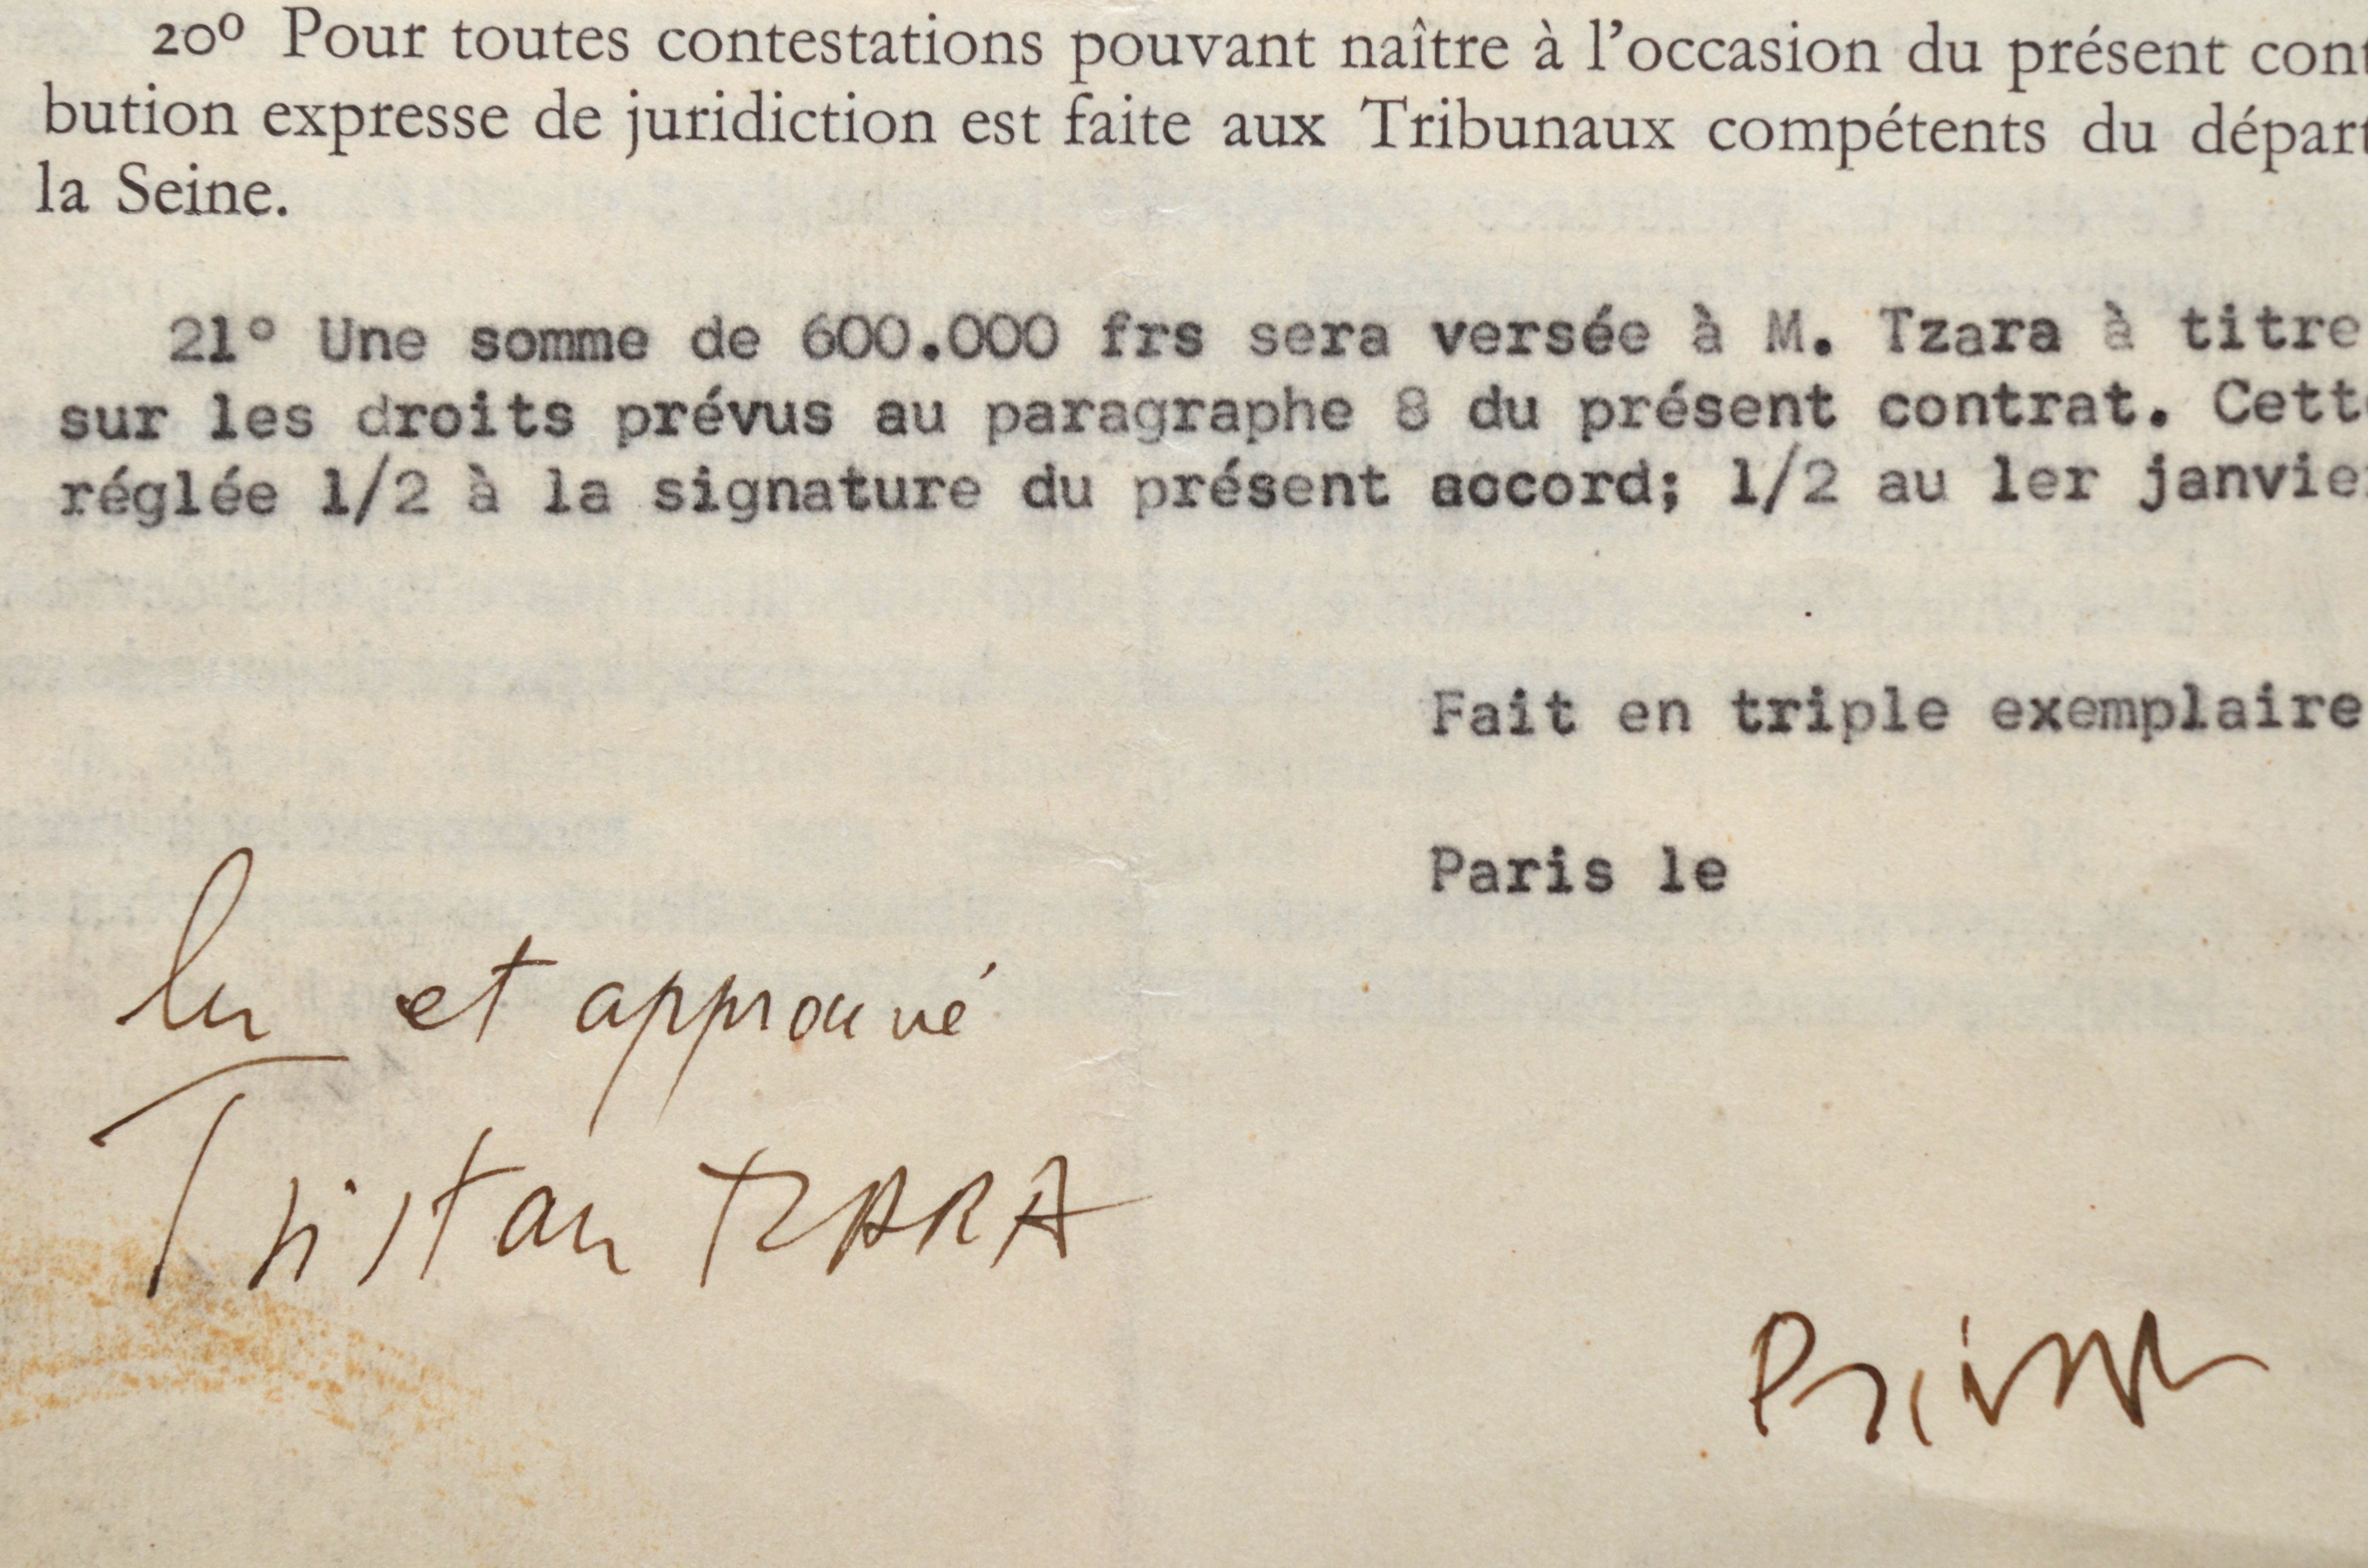 20º Pour toutes contestations pouvant naître à l'occasion du présent cont
bution expresse de juridiction est faite aux Tribunaux compétents du départ
la Seine.
21° Une somme de 600.000 frs sera versée à M. Tzara à titre
sur les droits prévus au paragraphe 8 du présent contrat. Cett
réglée 1/2 à la signature du présent accord; 1/2 au 1er janvie
Fait en triple exemplaire
Paris le
lu et approuvé
Tristan TZARA